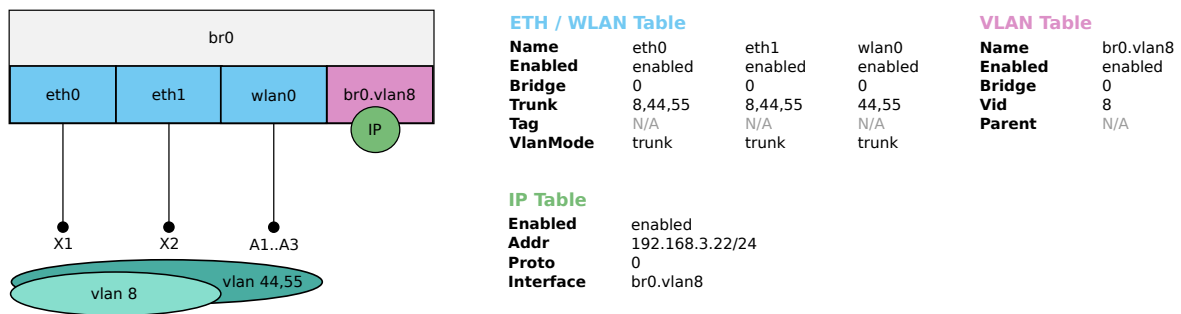 br0
eth0 eth1 wlan0 br0.vlan8
IP
X1 X2 A1..A3
vlan 44,55
vlan 8
ETH / WLAN Table
Name eth0 eth1 wlan0
Enabled enabled enabled enabled
Bridge 0 0 0
Trunk 8,44,55 8,44,55 44,55
Tag N/A N/A N/A
VlanMode trunk trunk trunk
VLAN Table
Name br0.vlan8
Enabled enabled
Bridge 0
Vid 8
Parent N/A
IP Table
Enabled enabled
Addr 192.168.3.22/24
Proto 0
Interface br0.vlan8